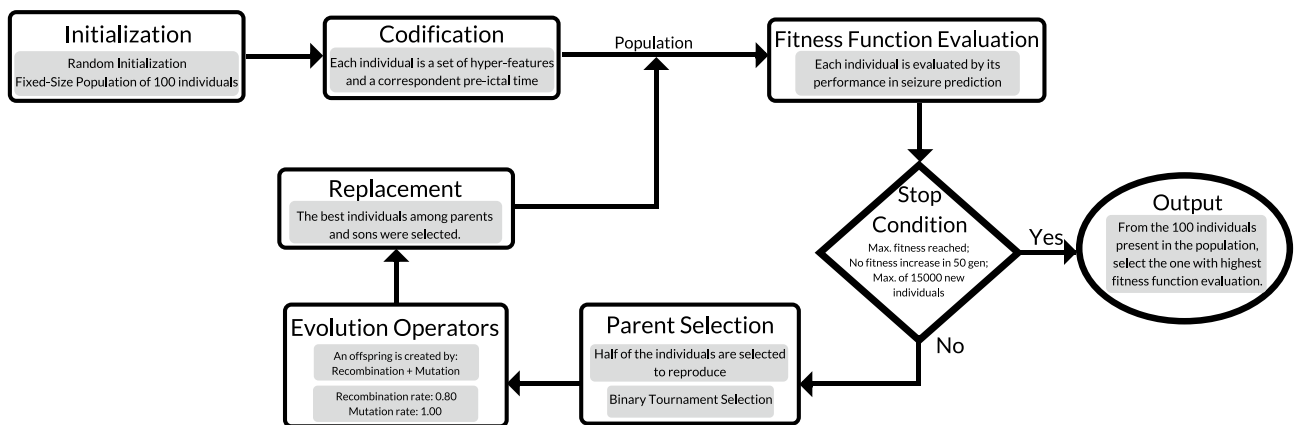 Initialization
Random Initialization
Fixed-Size Population of 100 individuals
Codification
Each individual is a set of hyper-features
and a correspondent pre-ictal time
Population
Fitness Function Evaluation
Each individual is evaluated by its
performance in seizure prediction
Stop
Condition
Max. fitness reached;
No fitness increase in 50 gen;
Max. of 15000 new
individuals
Yes
Output
From the 100 individuals
present in the population,
select the one with highest
fitness function evaluation.
No
Parent Selection
Half of the individuals are selected
to reproduce
Binary Tournament Selection
Evolution Operators
An offspring is created by:
Recombination + Mutation
Recombination rate: 0.80
Mutation rate: 1.00
Replacement
The best individuals among parents
and sons were selected.